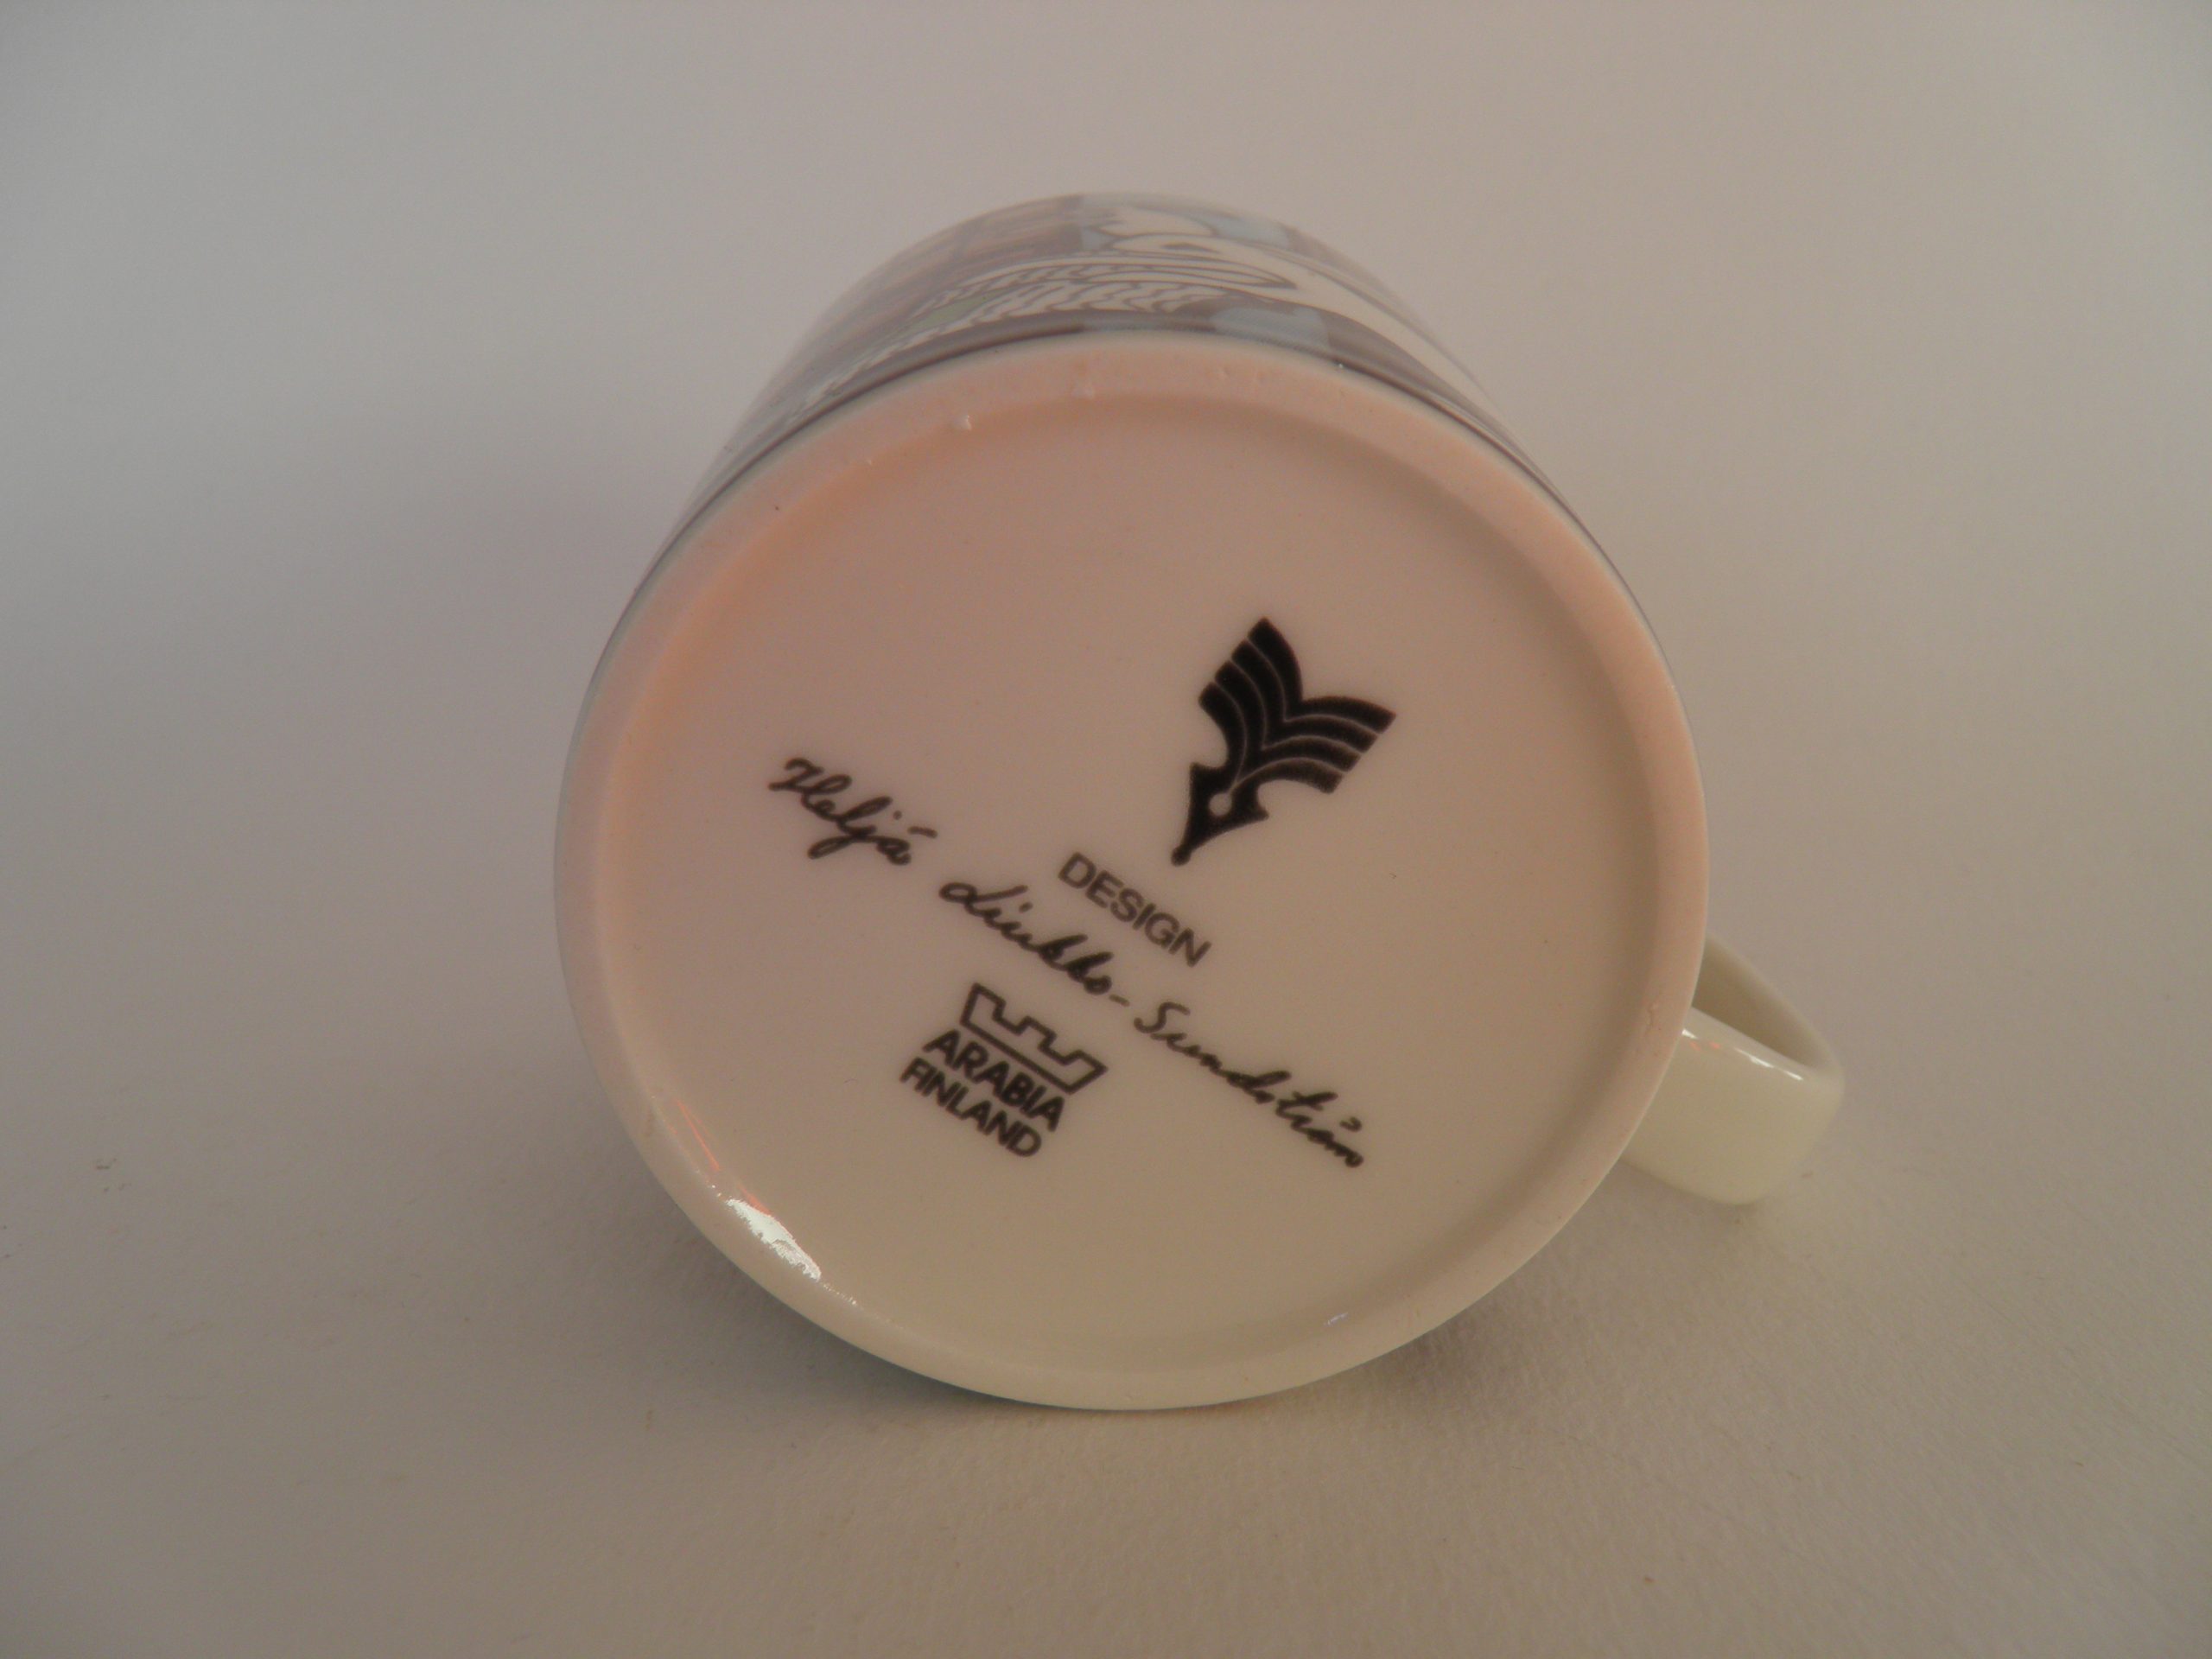 DESIGN
Heljä Liukko-Sundström
ARABIA
FINLAND